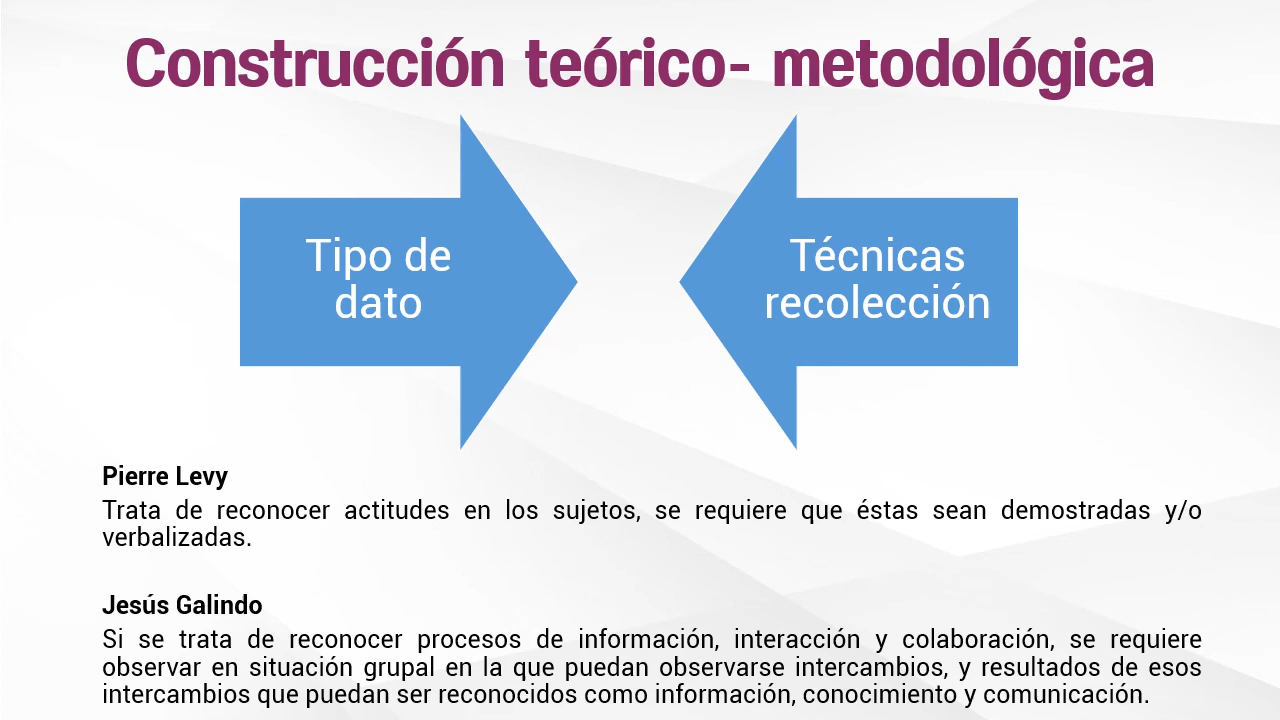 Construcción teórico- metodológica
Tipo de
dato
Técnicas
recolección
Pierre Levy
Trata de reconocer actitudes en los sujetos, se requiere que éstas sean demostradas y/o
verbalizadas.
Jesús Galindo
Si se trata de reconocer procesos de información, interacción y colaboración, se requiere
observar en situación grupal en la que puedan observarse intercambios, y resultados de esos
intercambios que puedan ser reconocidos como información, conocimiento y comunicación.